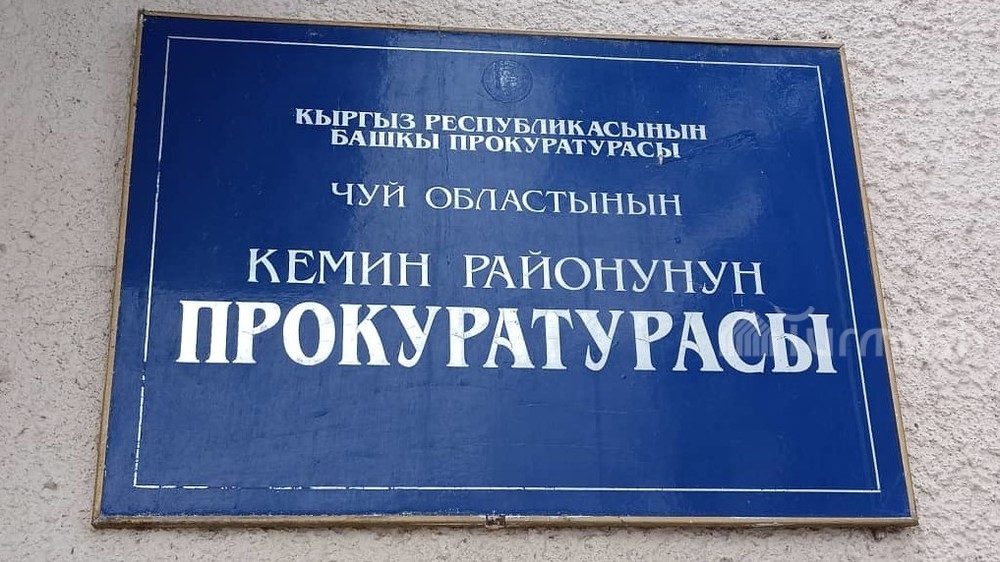 КЫРГЫЗ РЕСПУБЛИКАСЫНЫН
БАШКЫ ПРОКУРАТУРАСЫ
ЧУЙ ОБЛАСТЫНЫН
КЕМИН РАЙОНУНУН
ПРОКУРАТУРАСЫ